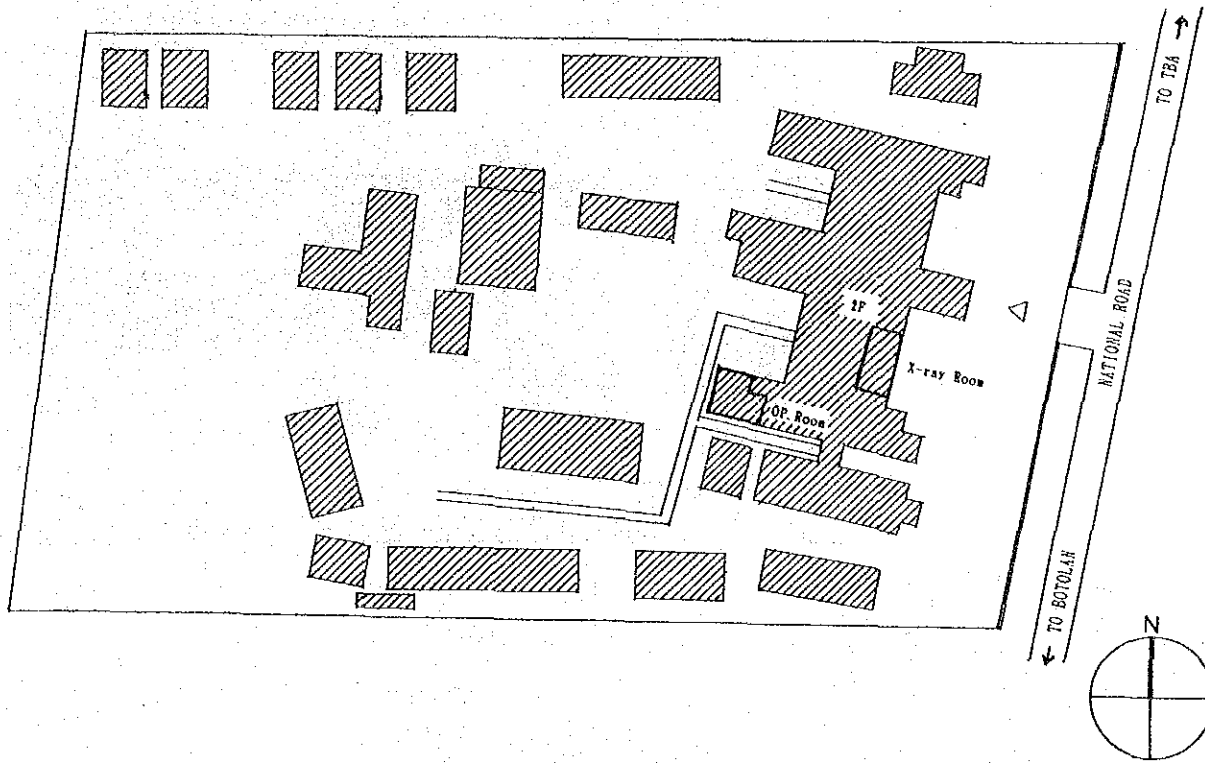 TO TBA
NATIONAL ROAD
2F
X-ray Room
OP. Room
TO BOTOLAN
N